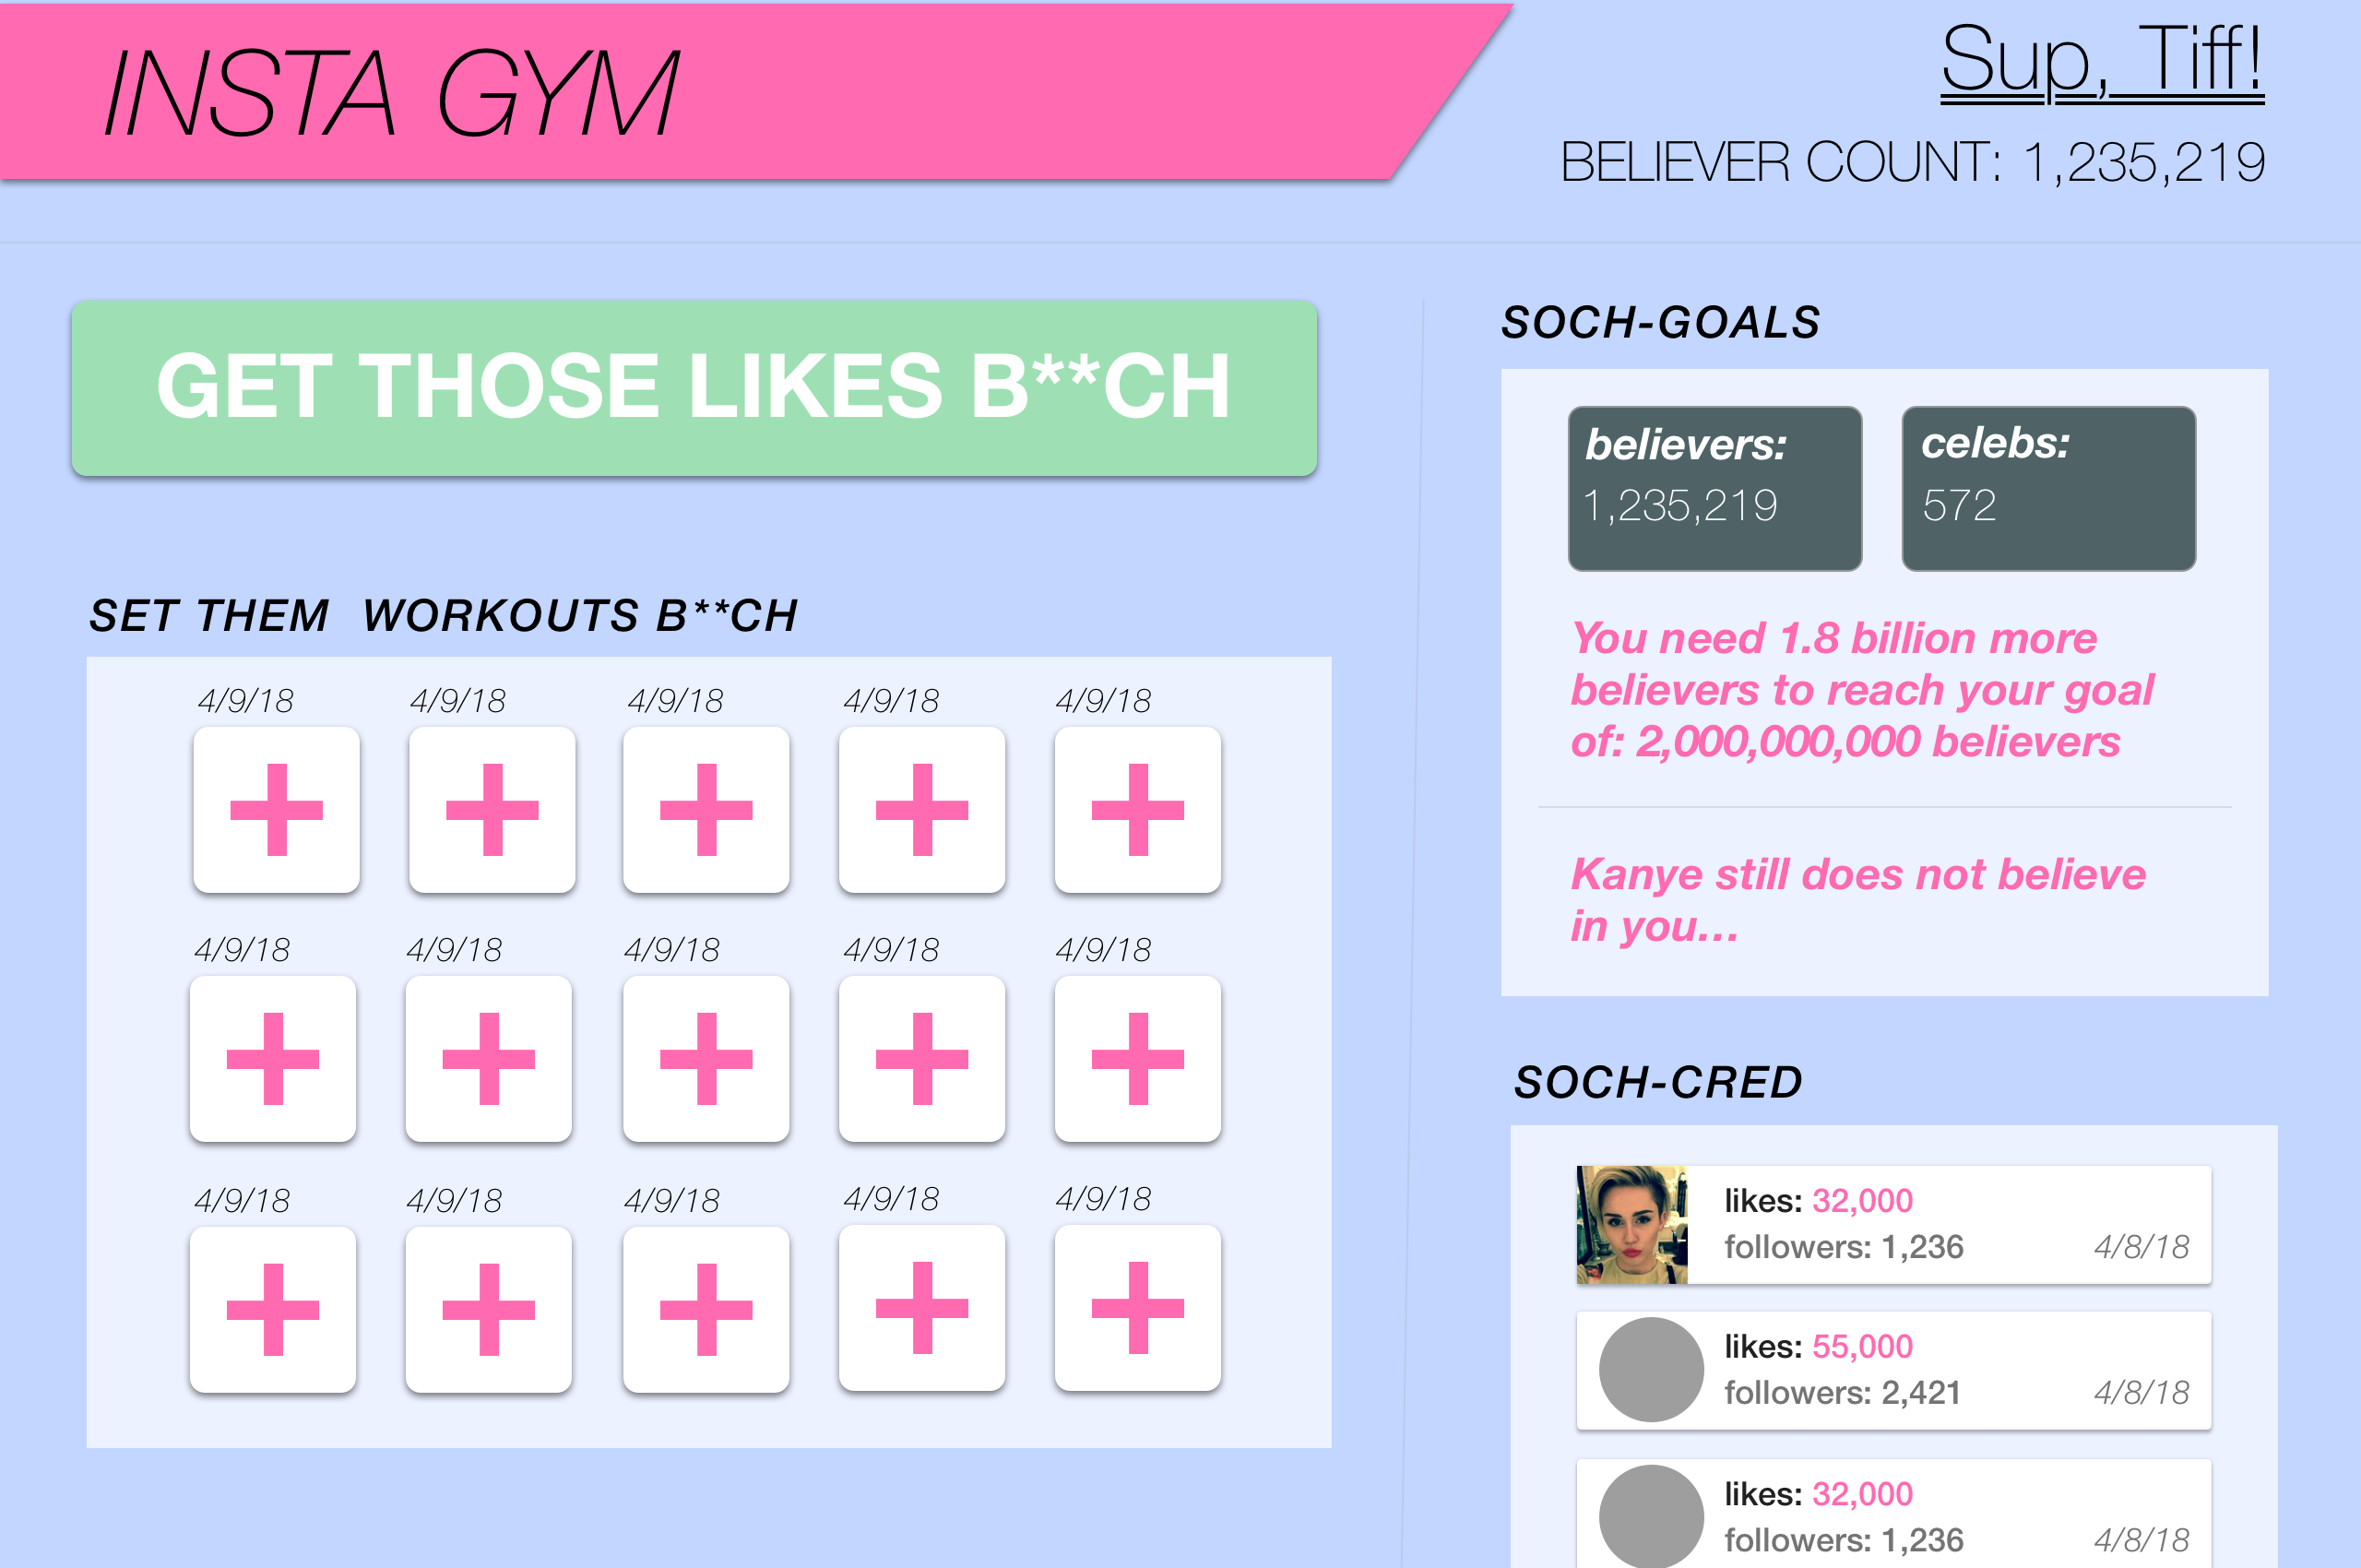 INSTA GYM
Sup, Tiff!
BELIEVER COUNT: 1,235,219
GET THOSE LIKES B**CH
SET THEM  WORKOUTS B**CH
4/9/18 4/9/18 4/9/18 4/9/18 4/9/18
4/9/18 4/9/18 4/9/18 4/9/18 4/9/18
4/9/18 4/9/18 4/9/18 4/9/18 4/9/18
SOCH-GOALS
believers:
1,235,219
celebs:
572
You need 1.8 billion more
believers to reach your goal
of: 2,000,000,000 believers
Kanye still does not believe
in you...
SOCH-CRED
likes: 32,000
followers: 1,236 4/8/18
likes: 55,000
followers: 2,421 4/8/18
likes: 32,000
followers: 1,236 4/8/18